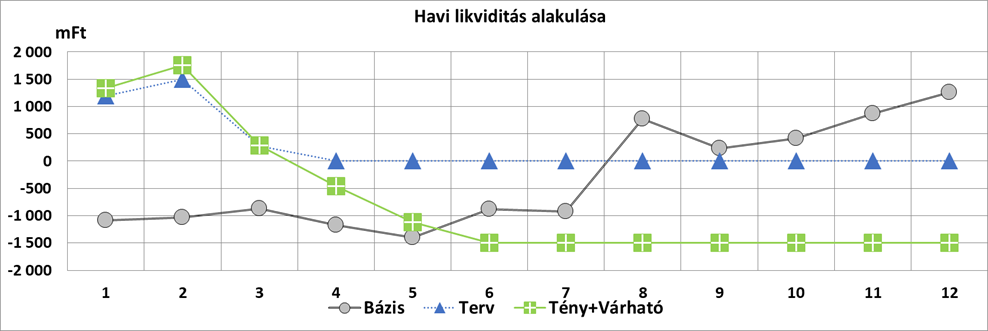 Havi likviditás alakulása
mFt
2 000
1 500
1 000
500
0
-500
-1 000
-1 500
-2 000
1 2 3 4 5 6 7 8 9 10 11 12
Bázis Terv Tény+Várható